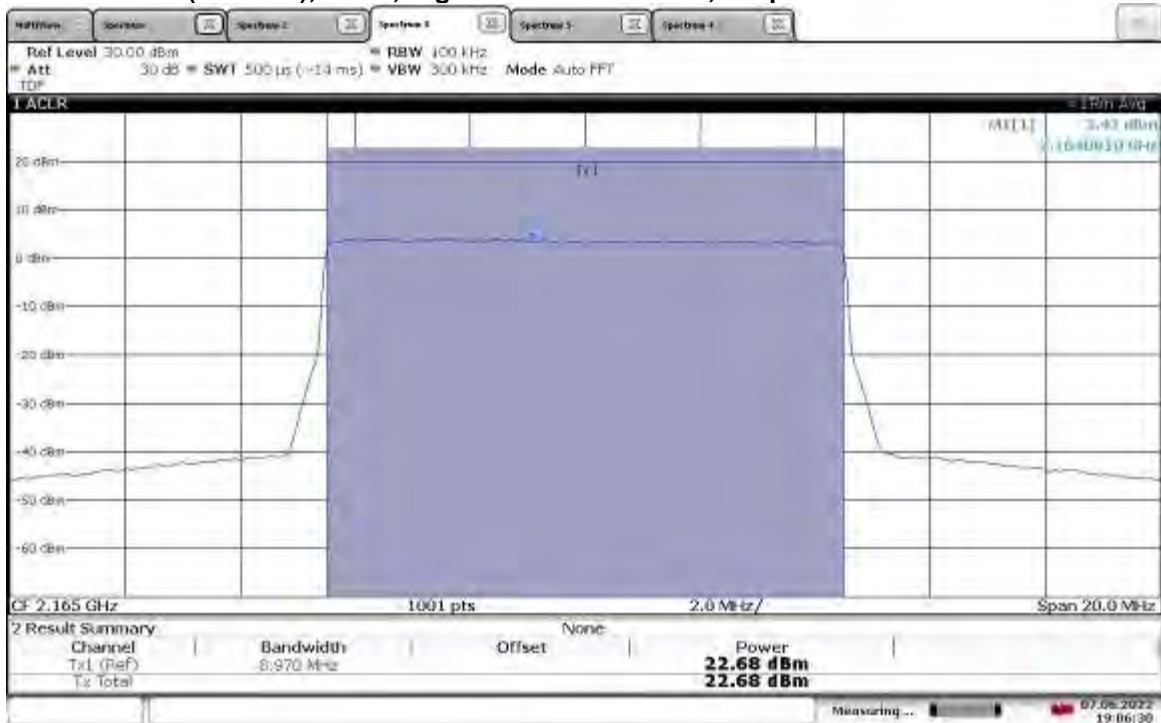 MultiView Spectrum Spectrum 2 Spectrum 3 Spectrum 5 Spectrum 4
Ref Level 30.00 dBm RBW 100 kHz
Att 30 dB SWT 500 µs (~14 ms) VBW 300 kHz Mode Auto FFT
TDF
1 ACLR 1Rm Avg
M1[1]
Tx1
20 dBm
10 dBm
0 dBm
-10 dBm
-20 dBm
-30 dBm
-40 dBm
-50 dBm
-60 dBm
CF 2.165 GHz 1001 pts 2.0 MHz/ Span 20.0 MHz
2 Result Summary None
Channel Bandwidth Offset Power
Tx1 (Ref) 8.970 MHz 22.68 dBm
Tx Total 22.68 dBm
Measuring... 07.06.2022
19:06:30